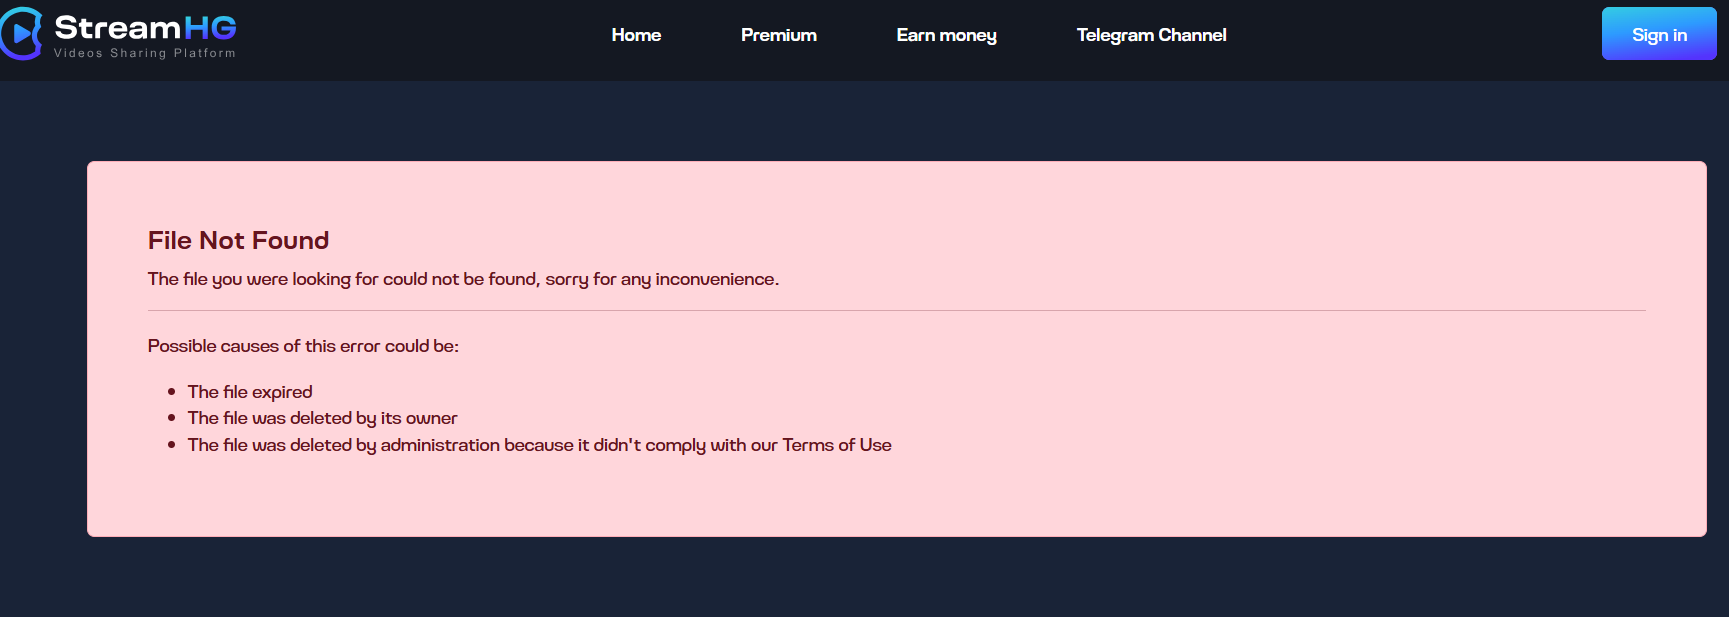 StreamHG
Videos Sharing Platform
Home
Premium
Earn money
Telegram Channel
Sign in
File Not Found
The file you were looking for could not be found, sorry for any inconvenience.
Possible causes of this error could be:
The file expired
The file was deleted by its owner
The file was deleted by administration because it didn't comply with our Terms of Use